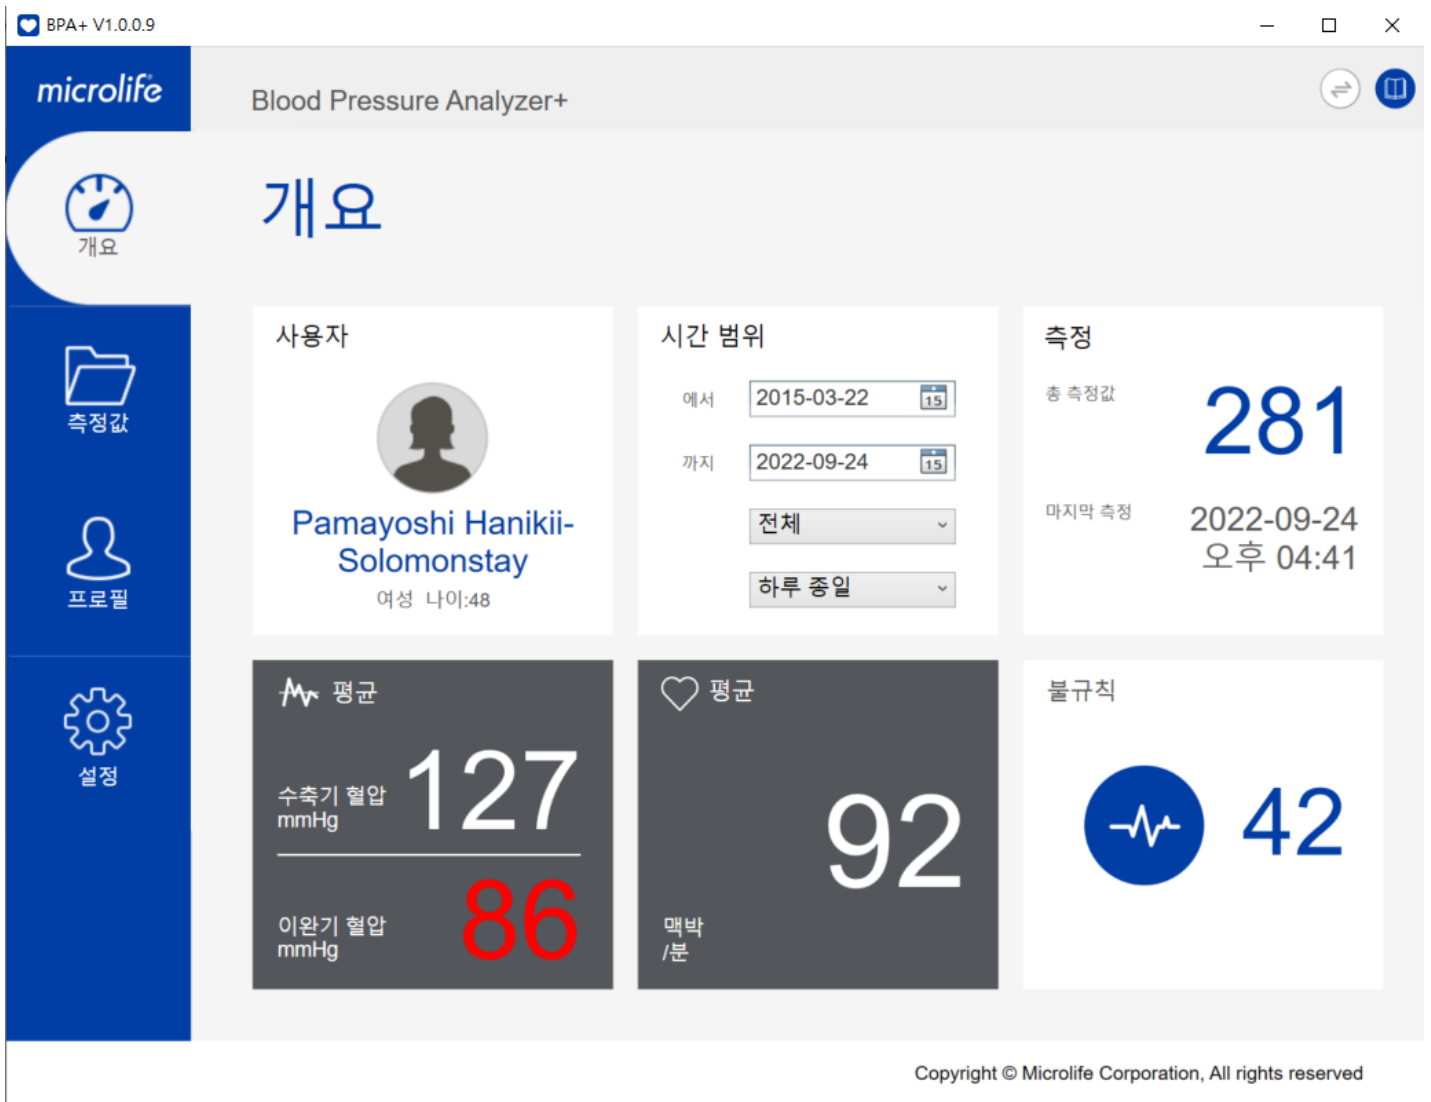 BPA+ V1.0.0.9
microlife
Blood Pressure Analyzer+
개요
측정값
프로필
설정
개요
사용자
Pamayoshi Hanikii-
Solomonstay
여성 나이:48
시간 범위
에서 2015-03-22
15
까지 2022-09-24
15
전체
하루 종일
측정
총 측정값 281
마지막 측정 2022-09-24
오후 04:41
평균
수축기 혈압 127
mmHg
이완기 혈압 86
mmHg
평균
92
맥박
/분
불규칙
42
Copyright © Microlife Corporation, All rights reserved